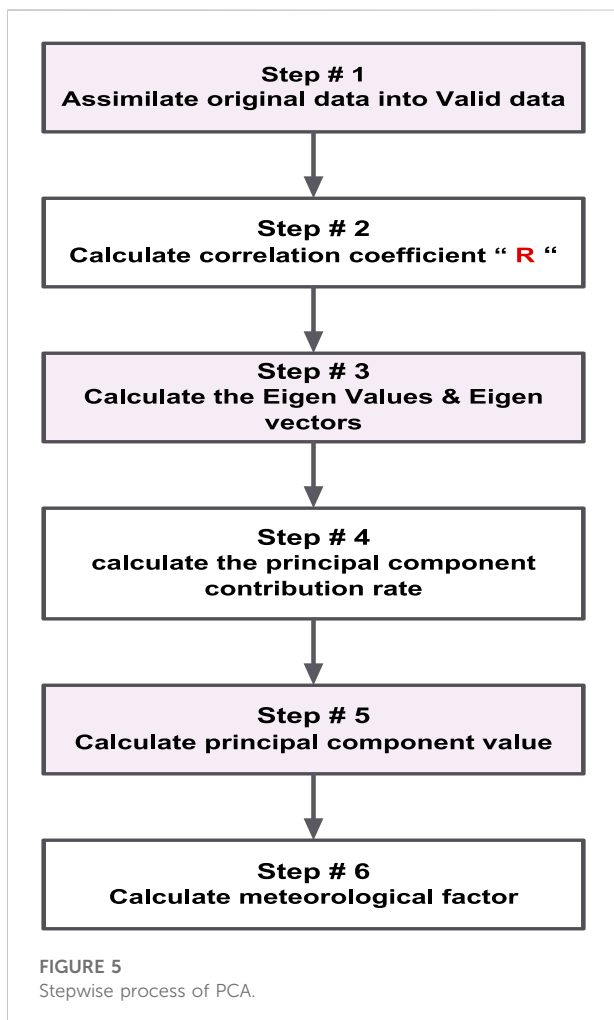 Step # 1
Assimilate original data into Valid data
Step # 2
Calculate correlation coefficient “ R “
Step # 3
Calculate the Eigen Values & Eigen
vectors
Step # 4
calculate the principal component
contribution rate
Step # 5
Calculate principal component value
Step # 6
Calculate meteorological factor
FIGURE 5
Stepwise process of PCA.